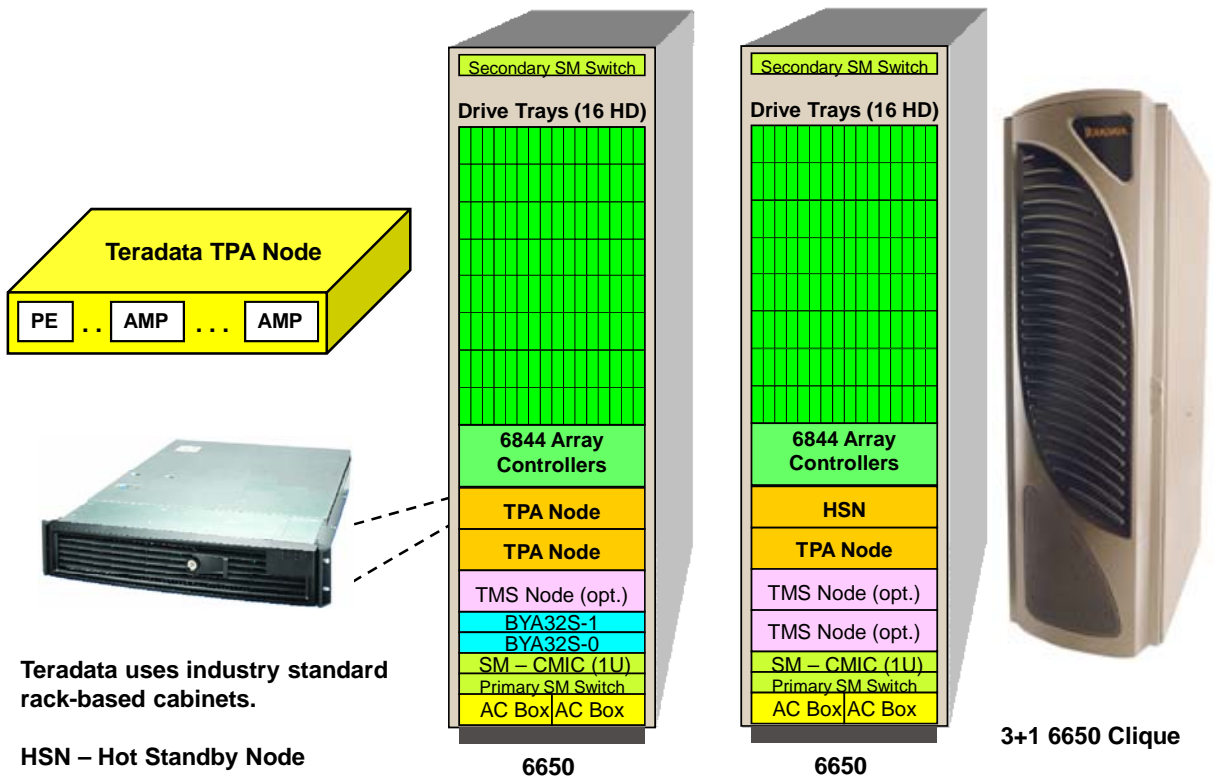 Secondary SM Switch
Drive Trays (16 HD)
6844 Array
Controllers
TPA Node
TPA Node
TMS Node (opt.)
BYA32S-1
BYA32S-0
SM – CMIC (1U)
Primary SM Switch
AC Box AC Box
6650
Secondary SM Switch
Drive Trays (16 HD)
6844 Array
Controllers
HSN
TPA Node
TMS Node (opt.)
TMS Node (opt.)
SM – CMIC (1U)
Primary SM Switch
AC Box AC Box
6650
Teradata TPA Node
PE . . AMP . . . AMP
Teradata uses industry standard
rack-based cabinets.
HSN – Hot Standby Node
3+1 6650 Clique